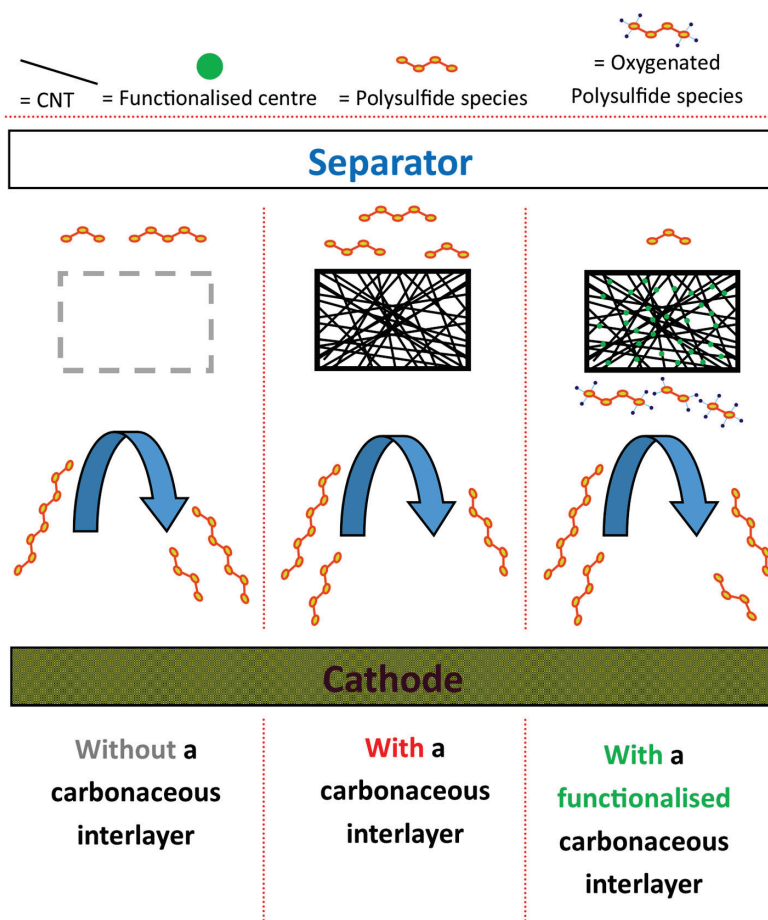 = CNT
= Functionalised centre
= Polysulfide species
= Oxygenated
Polysulfide species
Separator
Cathode
Without a
carbonaceous
interlayer
With a
carbonaceous
interlayer
With a
functionalised
carbonaceous
interlayer